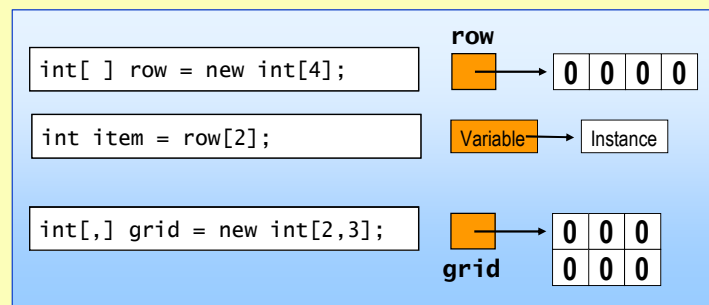 row
int[ ] row = new int[4];
0 0 0 0
int item = row[2];
Variable
Instance
int[,] grid = new int[2,3];
0 0 0
0 0 0
grid